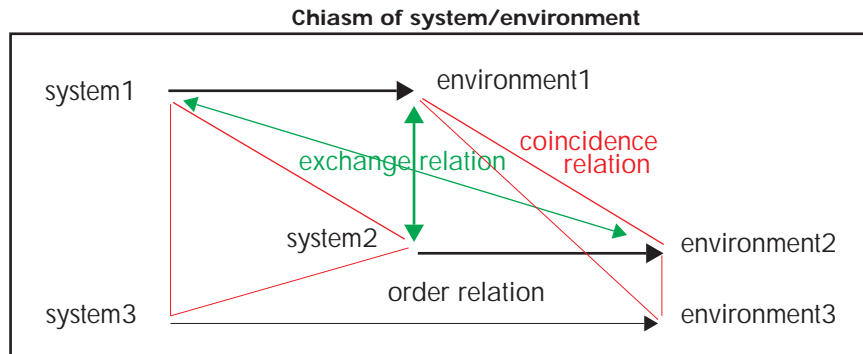 Chiasm of system/environment
system1
environment1
exchange relation
coincidence
relation
system2
environment2
order relation
system3
environment3